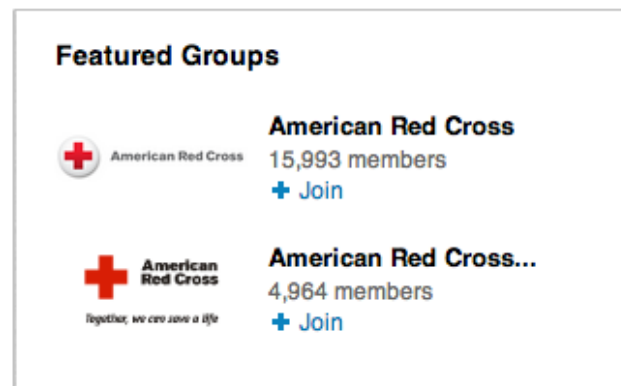 Featured Groups
American Red Cross
American Red Cross
15,993 members
+ Join
American
Red Cross
Together, we can save a life
American Red Cross...
4,964 members
+ Join